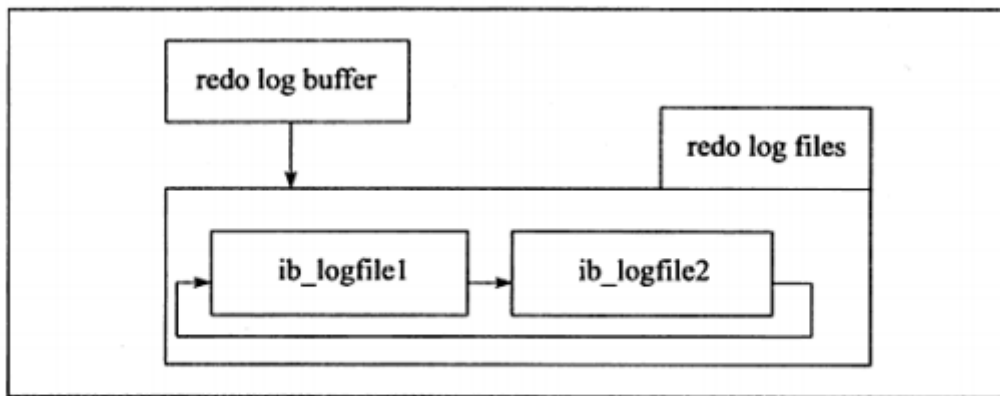 redo log buffer
redo log files
ib_logfile1
ib_logfile2